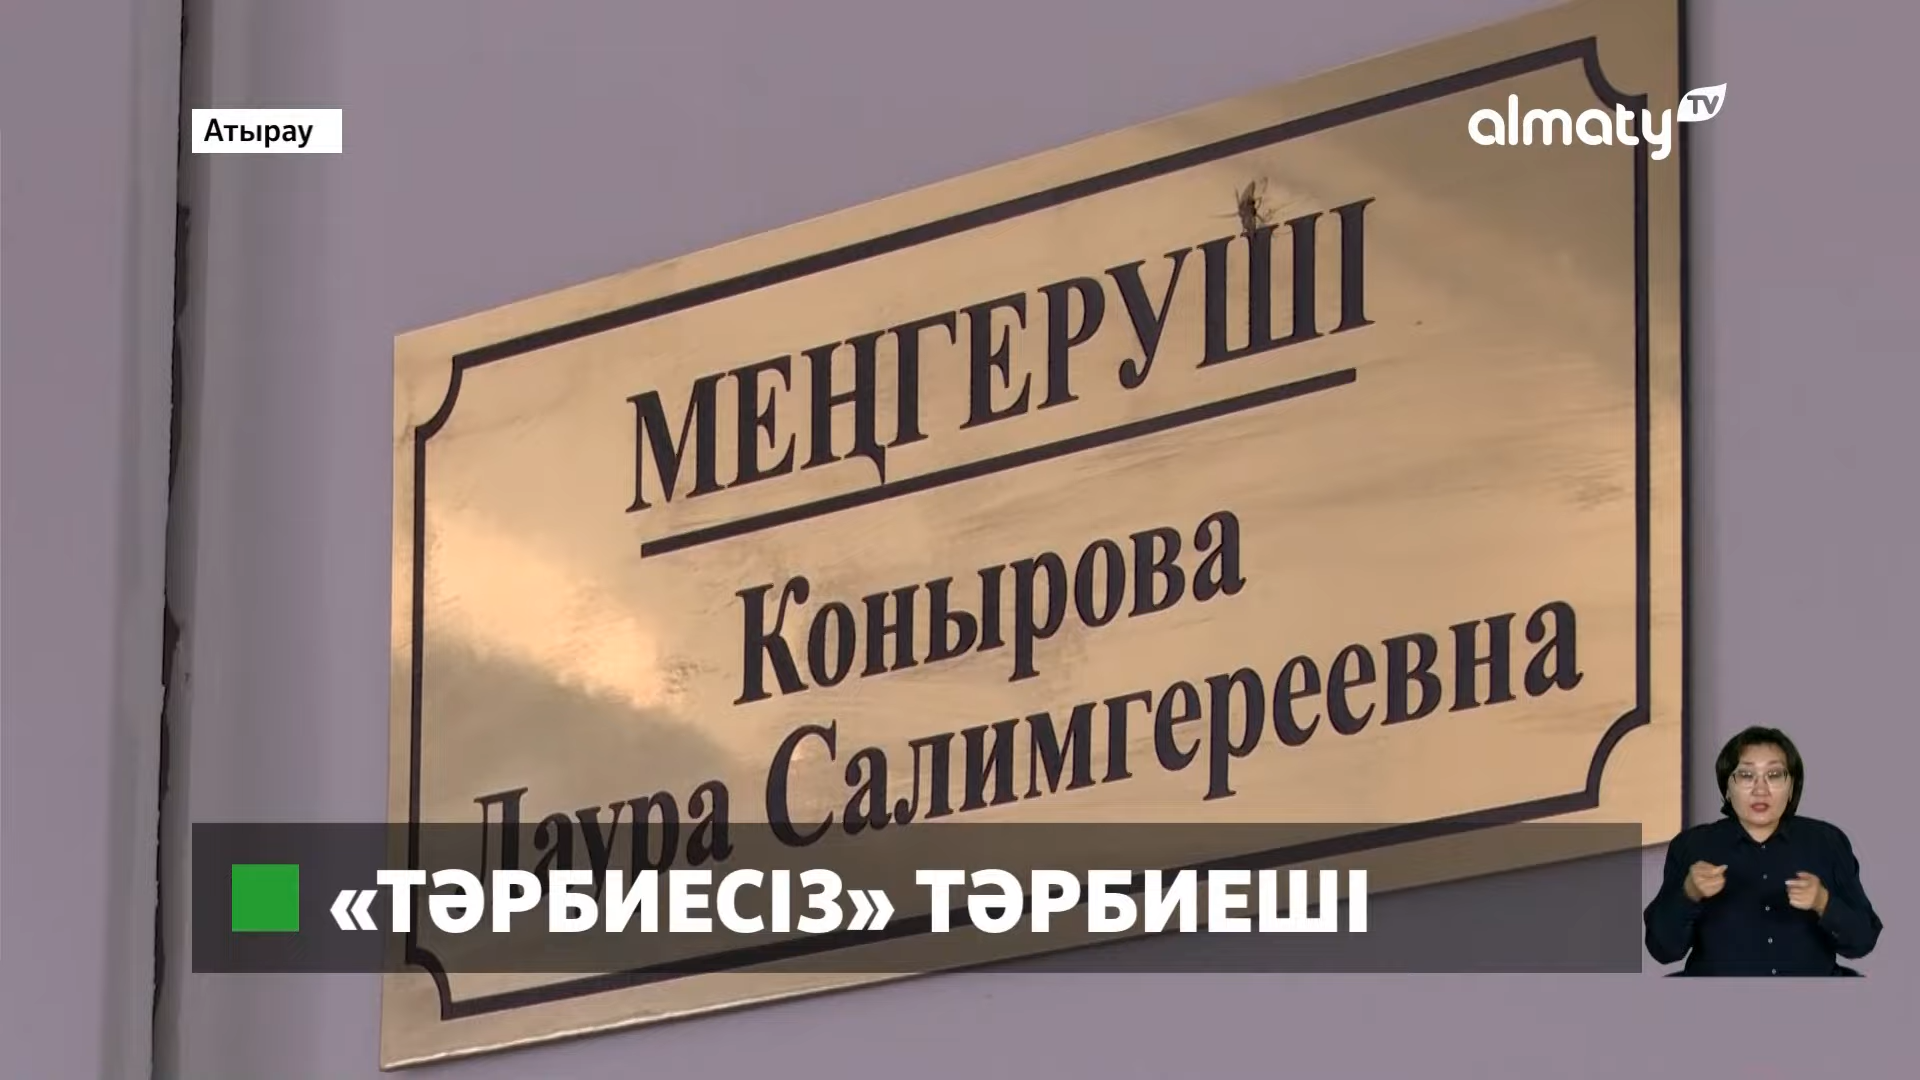 Атырау
almaty TV
МЕҢГЕРУШІ
Конырова
Лаура Салимгереевна
«ТӘРБИЕСІЗ» ТӘРБИЕШІ